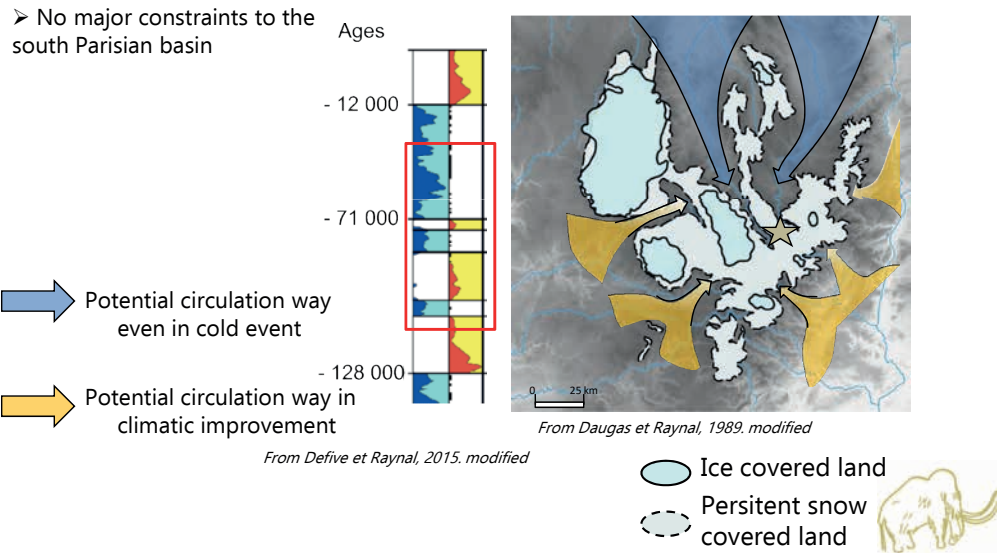 ➢ No major constraints to the
south Parisian basin
Ages
- 12 000
- 71 000
- 128 000
Potential circulation way
even in cold event
Potential circulation way in
climatic improvement
0 25 km
From Daugas et Raynal, 1989. modified
From Defive et Raynal, 2015. modified
Ice covered land
Persitent snow
covered land